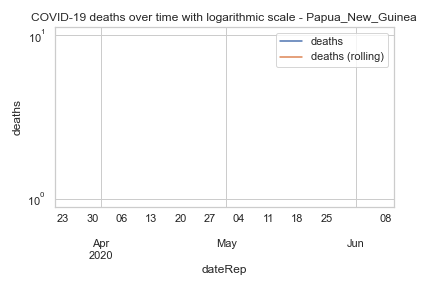 COVID-19 deaths over time with logarithmic scale - Papua_New_Guinea
deaths
deaths (rolling)
10¹
10⁰
deaths
23 30 06 13 20 27 04 11 18 25 08
Apr May Jun
2020
dateRep